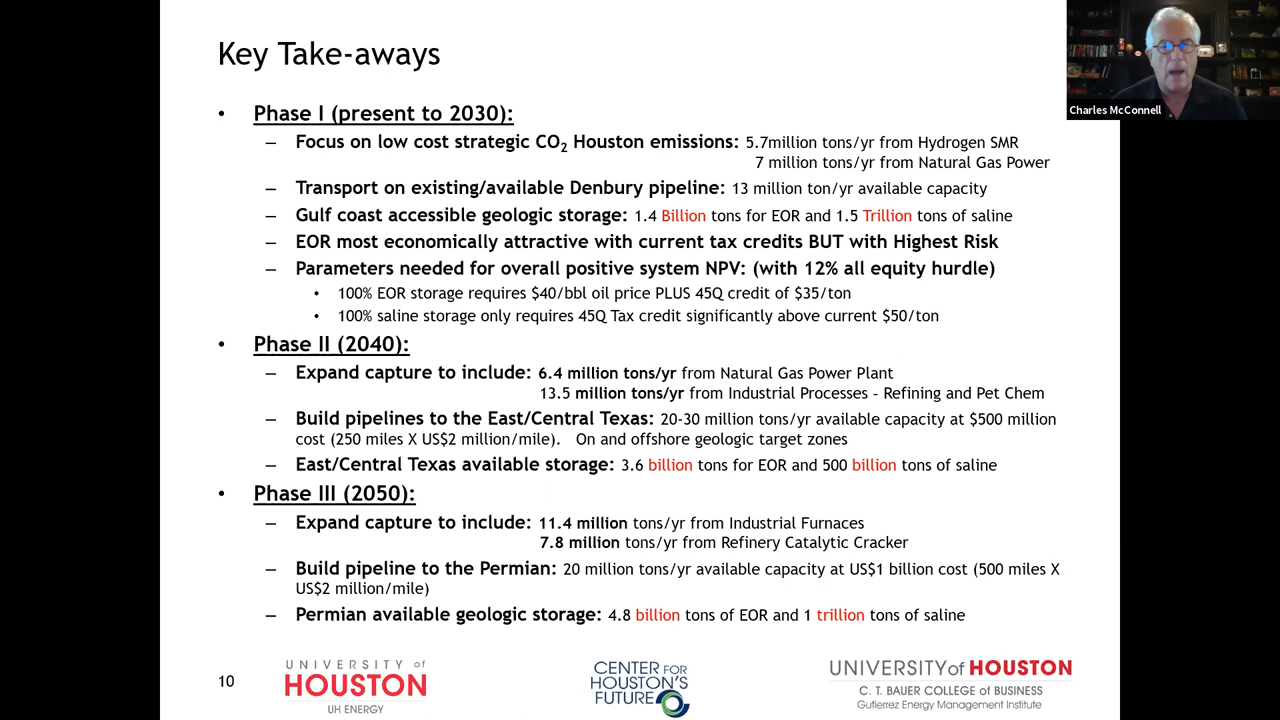 Key Take-aways
Charles McConnell
• Phase I (present to 2030):
– Focus on low cost strategic CO2 Houston emissions: 5.7million tons/yr from Hydrogen SMR
7 million tons/yr from Natural Gas Power
– Transport on existing/available Denbury pipeline: 13 million ton/yr available capacity
– Gulf coast accessible geologic storage: 1.4 Billion tons for EOR and 1.5 Trillion tons of saline
– EOR most economically attractive with current tax credits BUT with Highest Risk
– Parameters needed for overall positive system NPV: (with 12% all equity hurdle)
• 100% EOR storage requires $40/bbl oil price PLUS 45Q credit of $35/ton
• 100% saline storage only requires 45Q Tax credit significantly above current $50/ton
• Phase II (2040):
– Expand capture to include: 6.4 million tons/yr from Natural Gas Power Plant
13.5 million tons/yr from Industrial Processes – Refining and Pet Chem
– Build pipelines to the East/Central Texas: 20-30 million tons/yr available capacity at $500 million
cost (250 miles X US$2 million/mile). On and offshore geologic target zones
– East/Central Texas available storage: 3.6 billion tons for EOR and 500 billion tons of saline
• Phase III (2050):
– Expand capture to include: 11.4 million tons/yr from Industrial Furnaces
7.8 million tons/yr from Refinery Catalytic Cracker
– Build pipeline to the Permian: 20 million tons/yr available capacity at US$1 billion cost (500 miles X
US$2 million/mile)
– Permian available geologic storage: 4.8 billion tons of EOR and 1 trillion tons of saline
10
UNIVERSITY of
HOUSTON
UH ENERGY
CENTER FOR
HOUSTON'S
FUTURE
UNIVERSITY of HOUSTON
C. T. BAUER COLLEGE of BUSINESS
Gutierrez Energy Management Institute